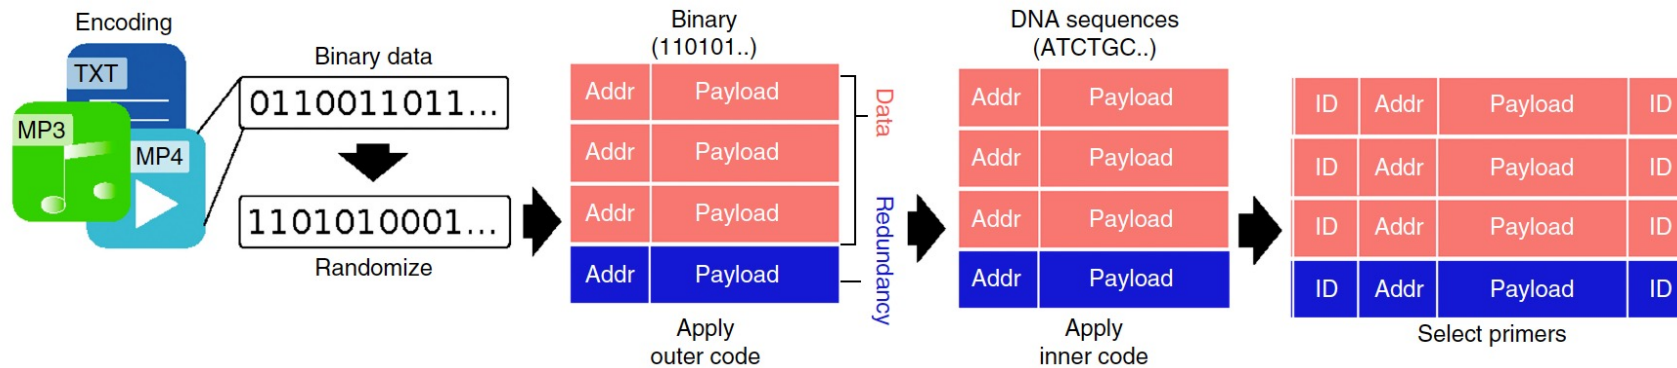 Encoding
TXT
MP3
MP4
Binary data
0110011011...
1101010001...
Randomize
Binary
(110101..)
Addr Payload
Addr Payload
Addr Payload
Addr Payload
Data
Redundancy
Apply
outer code
DNA sequences
(ATCTGC..)
Addr Payload
Addr Payload
Addr Payload
Addr Payload
Apply
inner code
ID Addr Payload ID
ID Addr Payload ID
ID Addr Payload ID
ID Addr Payload ID
Select primers